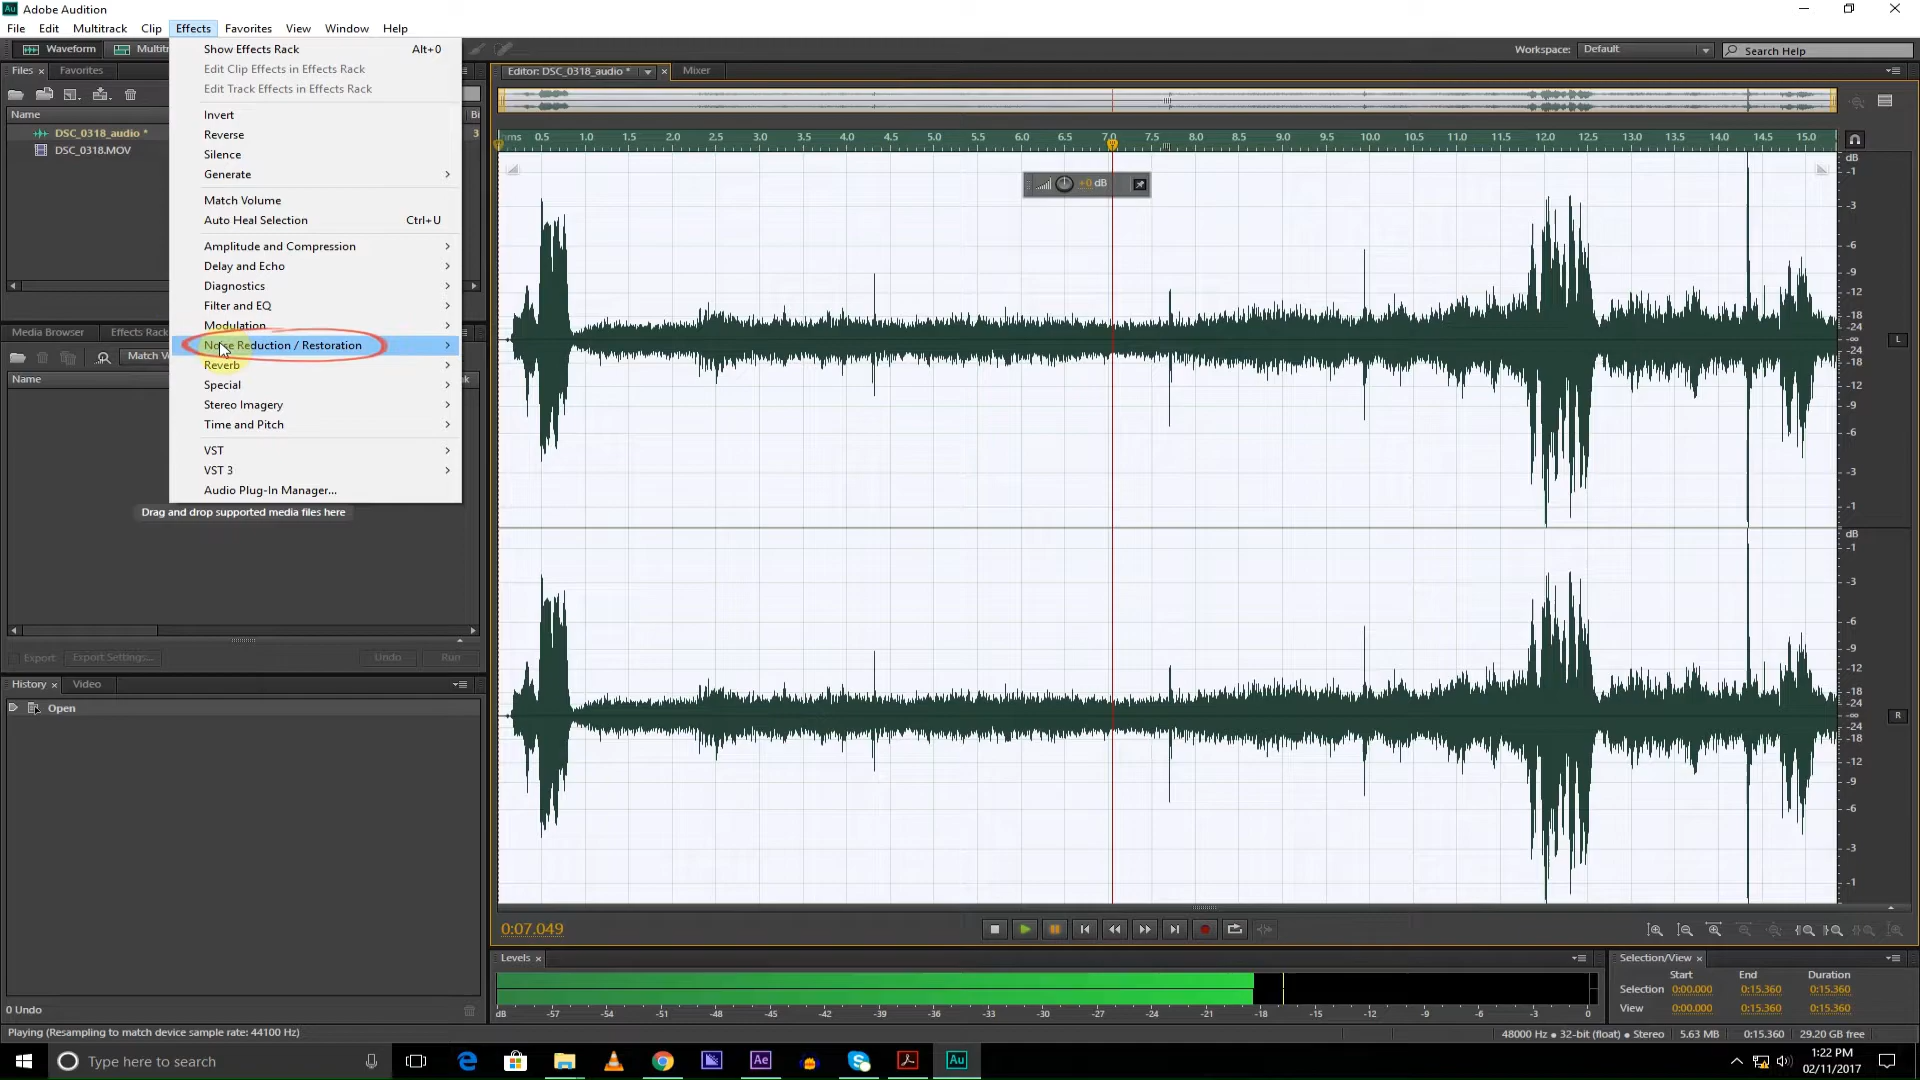 Au Adobe Audition
File Edit Multitrack Clip Effects Favorites View Window Help
Waveform Multit Workspace: Default Search Help
Files × Favorites
Name Bi
DSC_0318_audio * 3
DSC_0318.MOV
Show Effects Rack Alt+0
Edit Clip Effects in Effects Rack
Edit Track Effects in Effects Rack
Invert
Reverse
Silence
Generate
Match Volume
Auto Heal Selection Ctrl+U
Amplitude and Compression
Delay and Echo
Diagnostics
Filter and EQ
Modulation
Noise Reduction / Restoration
Reverb
Special
Stereo Imagery
Time and Pitch
VST
VST 3
Audio Plug-In Manager...
Media Browser Effects Rack
Match V
Name
Drag and drop supported media files here
Export Export Settings... Undo Run
History × Video
Open
0 Undo
Editor: DSC_0318_audio * × Mixer
hms 0.5 1.0 1.5 2.0 2.5 3.0 3.5 4.0 4.5 5.0 5.5 6.0 6.5 7.0 7.5 8.0 8.5 9.0 9.5 10.0 10.5 11.0 11.5 12.0 12.5 13.0 13.5 14.0 14.5 15.0
+0 dB
dB
-1
-3
-6
-9
-12
-18
-24
-∞
-24
-18
-12
-9
-6
-3
-1
L
dB
-1
-3
-6
-9
-12
-18
-24
-∞
-24
-18
-12
-9
-6
-3
-1
R
0:07.049
Levels ×
dB -57 -54 -51 -48 -45 -42 -39 -36 -33 -30 -27 -24 -21 -18 -15 -12 -9 -6 -3 0
Selection/View ×
Start End Duration
Selection 0:00.000 0:15.360 0:15.360
View 0:00.000 0:15.360 0:15.360
Playing (Resampling to match device sample rate: 44100 Hz) 48000 Hz • 32-bit (float) • Stereo 5.63 MB 0:15.360 29.20 GB free
Type here to search Ae Au 1:22 PM
02/11/2017